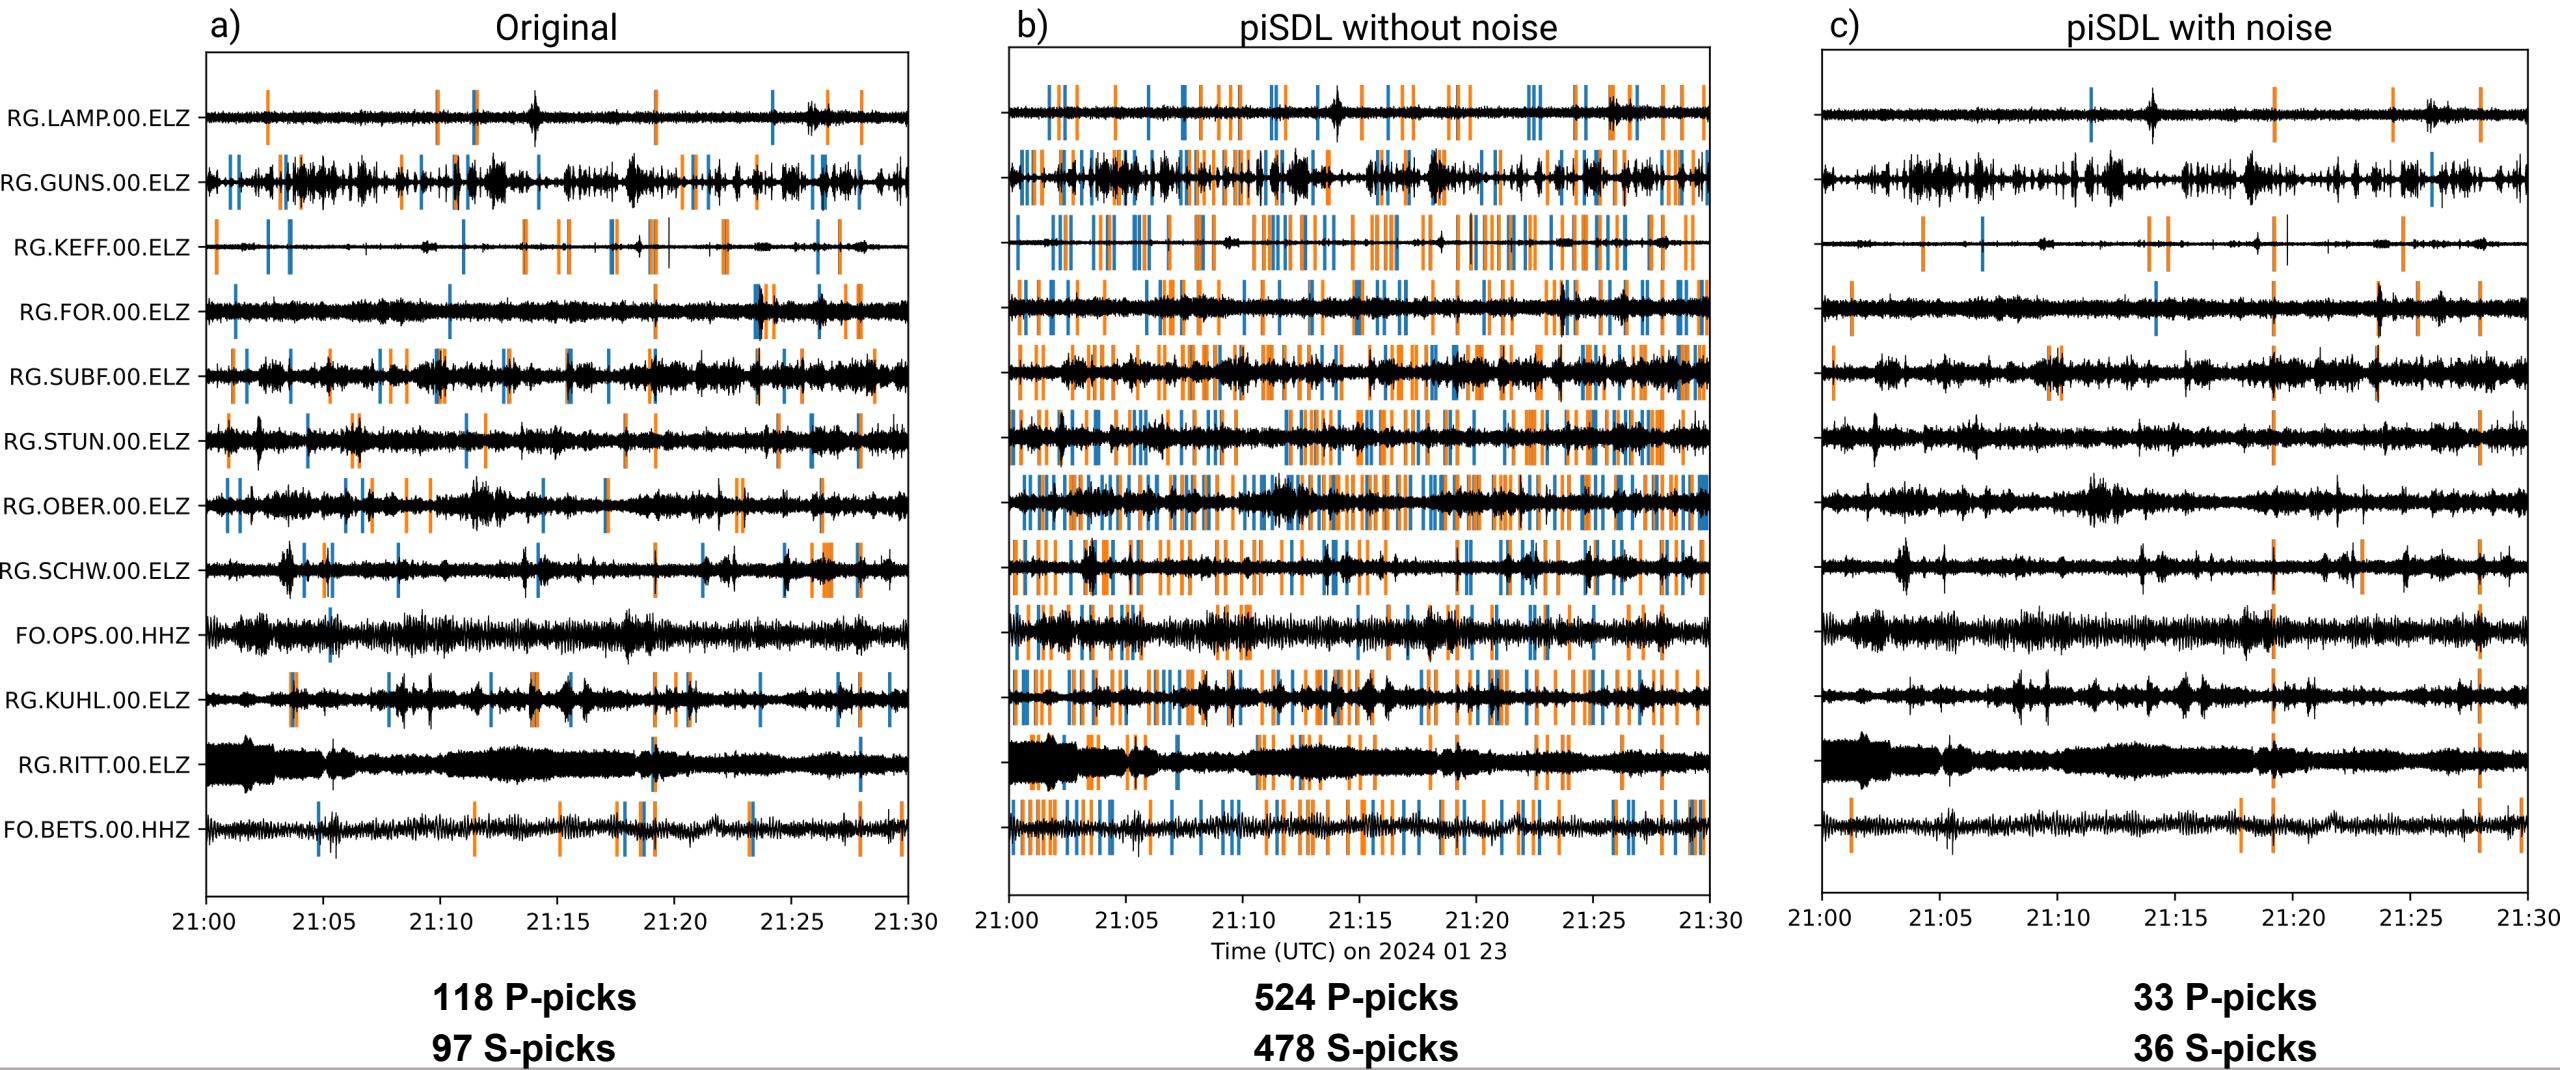 a) Original
b) piSDL without noise
c) piSDL with noise
RG.LAMP.00.ELZ
RG.GUNS.00.ELZ
RG.KEFF.00.ELZ
RG.FOR.00.ELZ
RG.SUBF.00.ELZ
RG.STUN.00.ELZ
RG.OBER.00.ELZ
RG.SCHW.00.ELZ
FO.OPS.00.HHZ
RG.KUHL.00.ELZ
RG.RITT.00.ELZ
FO.BETS.00.HHZ
21:00 21:05 21:10 21:15 21:20 21:25 21:30
21:00 21:05 21:10 21:15 21:20 21:25 21:30
21:00 21:05 21:10 21:15 21:20 21:25 21:30
Time (UTC) on 2024 01 23
118 P-picks
97 S-picks
524 P-picks
478 S-picks
33 P-picks
36 S-picks